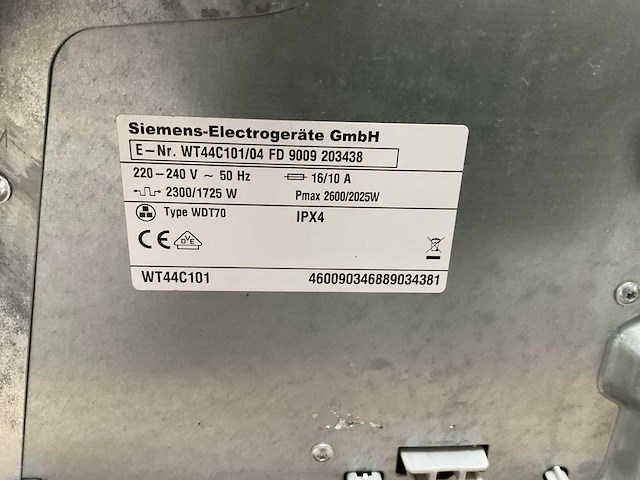 Siemens-Electrogeräte GmbH
E-Nr. WT44C101/04 FD 9009 203438
220-240 V ~ 50 Hz 16/10 A
2300/1725 W Pmax 2600/2025W
Type WDT70 IPX4
CE DVE
WT44C101 460090346889034381